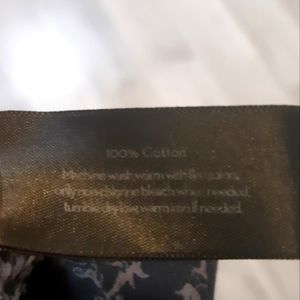 100% Cotton
Machine wash warm with like colors,
only non-chlorine bleach when needed,
tumble dry low, warm iron if needed.